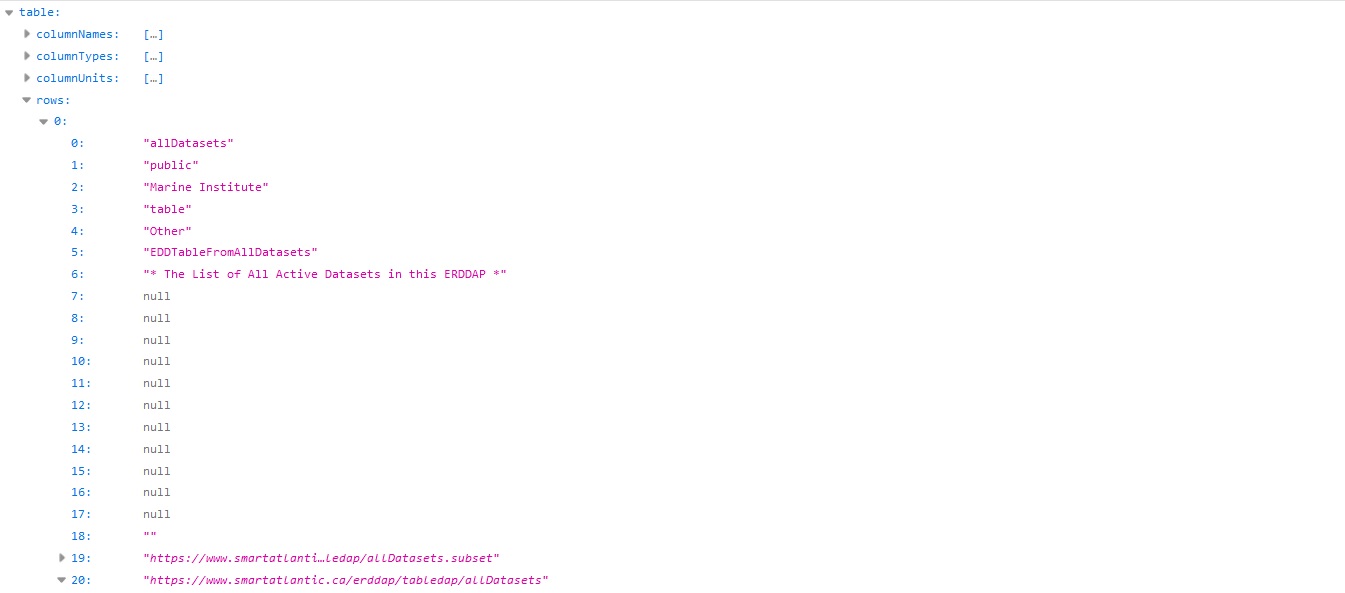 table:
columnNames: […]
columnTypes: […]
columnUnits: […]
rows:
0:
0: "allDatasets"
1: "public"
2: "Marine Institute"
3: "table"
4: "Other"
5: "EDDTableFromAllDatasets"
6: "* The List of All Active Datasets in this ERDDAP *"
7: null
8: null
9: null
10: null
11: null
12: null
13: null
14: null
15: null
16: null
17: null
18: ""
19: "https://www.smartatlanti…ledap/allDatasets.subset"
20: "https://www.smartatlantic.ca/erddap/tabledap/allDatasets"